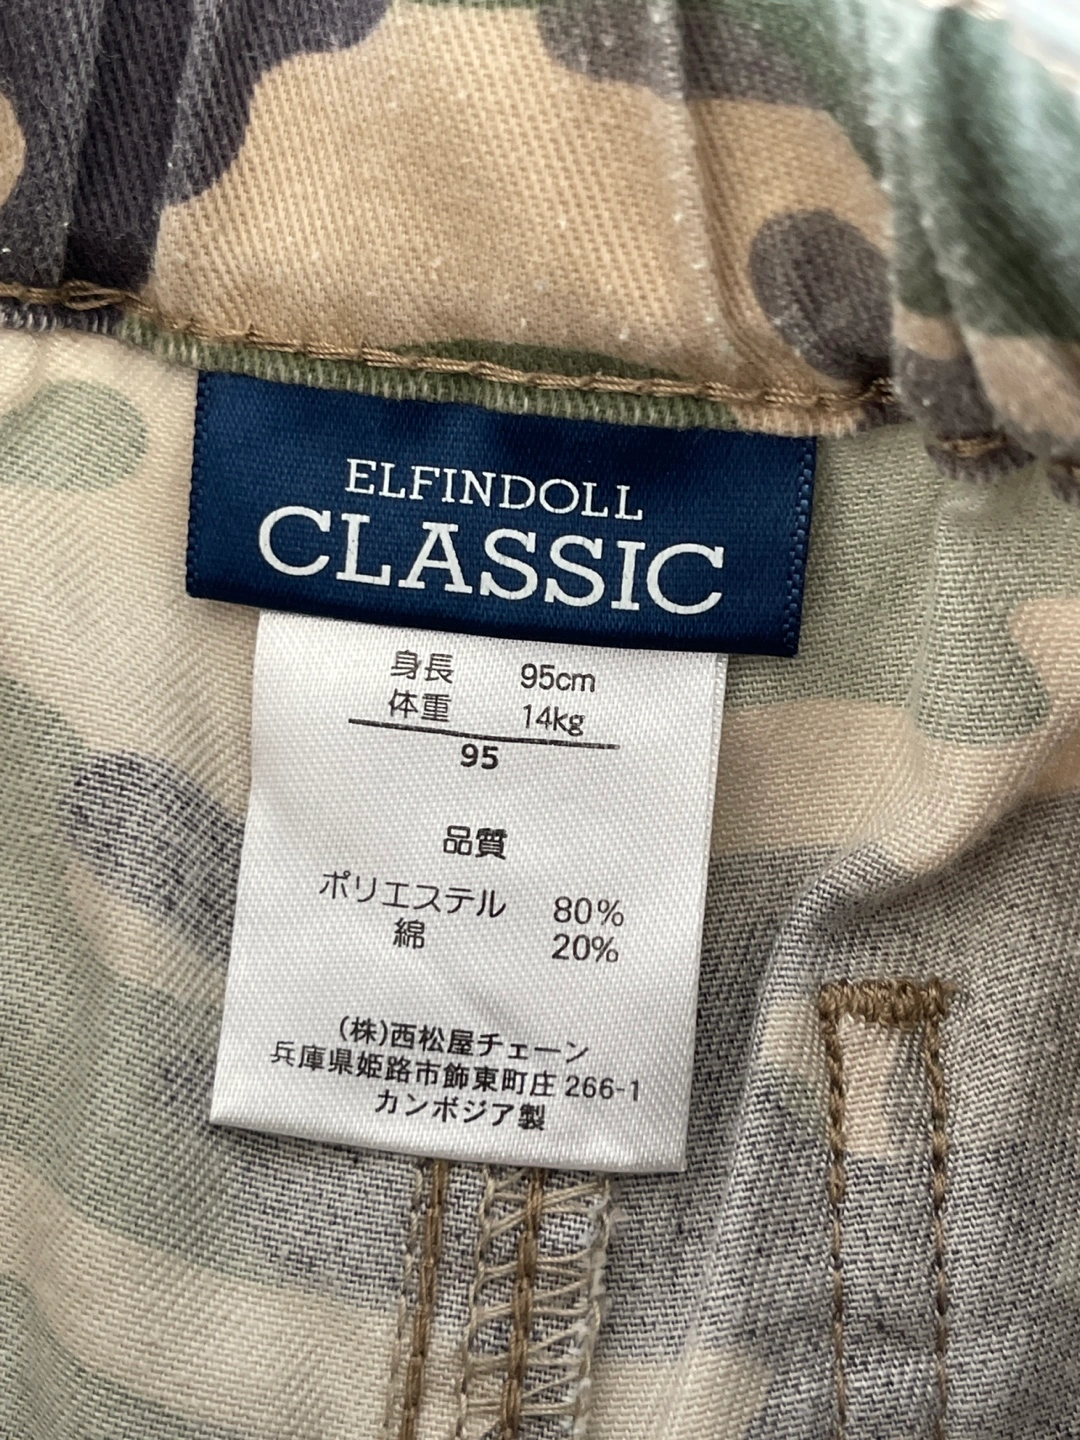 ELFINDOLL
CLASSIC
身長 95cm
体重 14kg
95
品質
ポリエステル 80%
綿 20%
(株)西松屋チェーン
兵庫県姫路市飾東町庄 266-1
カンボジア製